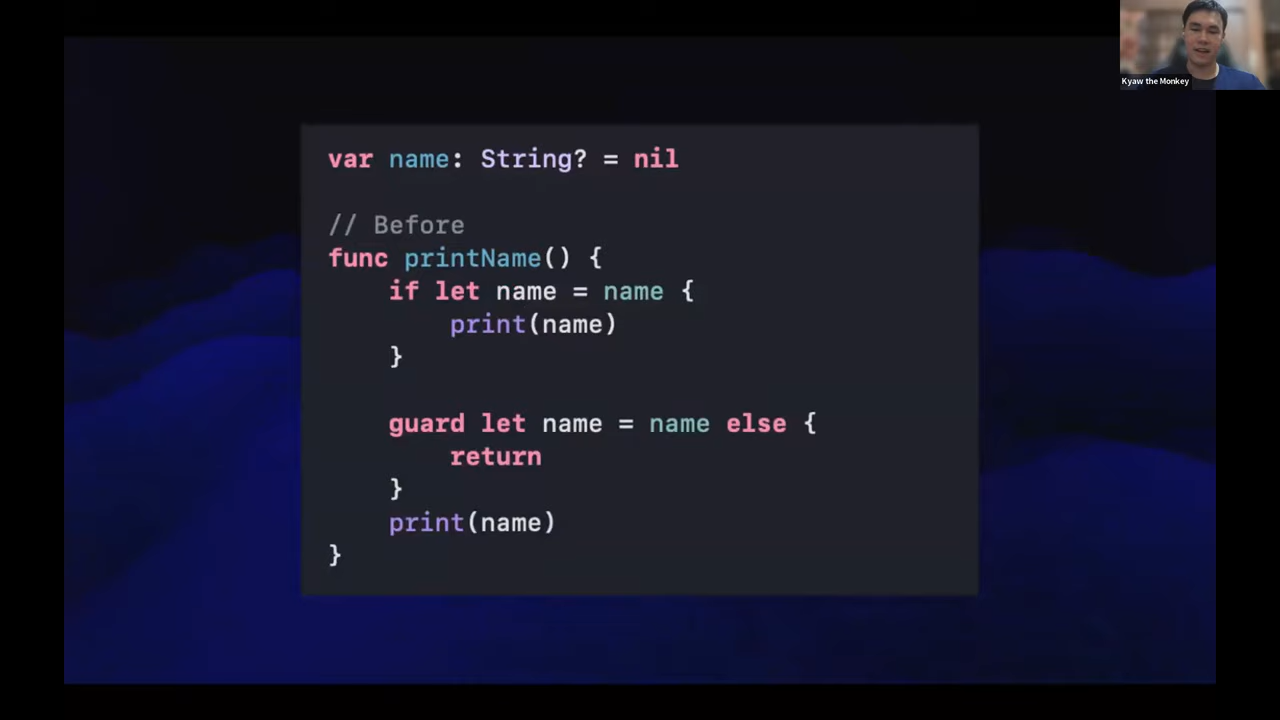 Kyaw the Monkey
var name: String? = nil
// Before
func printName() {
if let name = name {
print(name)
}
guard let name = name else {
return
}
print(name)
}